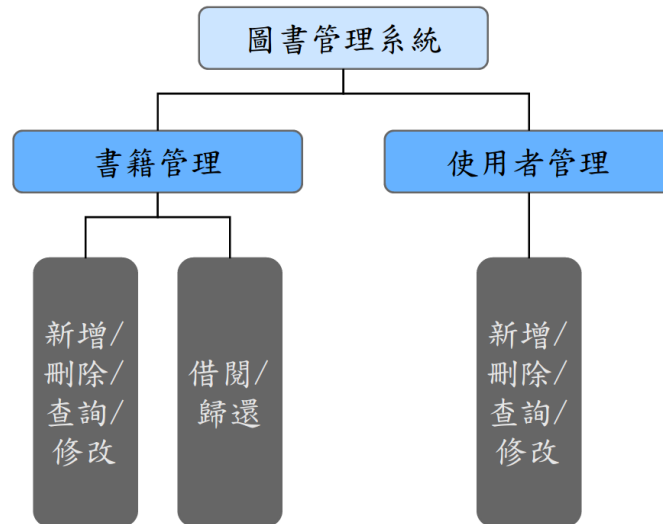 圖書管理系統
書籍管理
使用者管理
新增/
刪除/
查詢/
修改
借閱/
歸還
新增/
刪除/
查詢/
修改